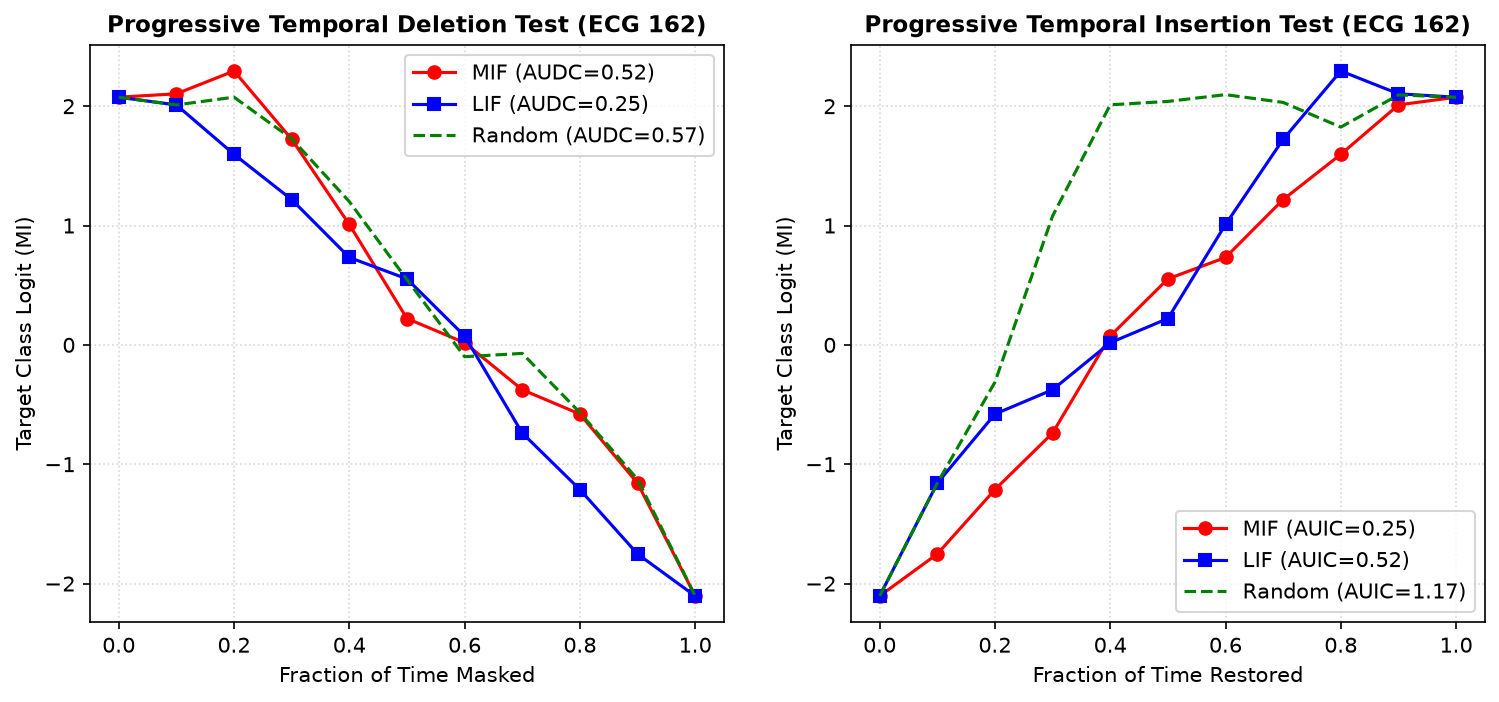 Progressive Temporal Deletion Test (ECG 162)
MIF (AUDC=0.52)
LIF (AUDC=0.25)
Random (AUDC=0.57)
Target Class Logit (MI)
2
1
0
−1
−2
0.0 0.2 0.4 0.6 0.8 1.0
Fraction of Time Masked
Progressive Temporal Insertion Test (ECG 162)
Target Class Logit (MI)
2
1
0
−1
−2
MIF (AUIC=0.25)
LIF (AUIC=0.52)
Random (AUIC=1.17)
0.0 0.2 0.4 0.6 0.8 1.0
Fraction of Time Restored